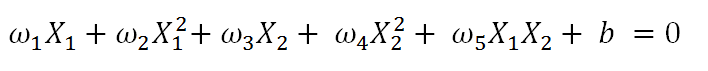 ω₁X₁ + ω₂X₁² + ω₃X₂ + ω₄X₂² + ω₅X₁X₂ + b = 0